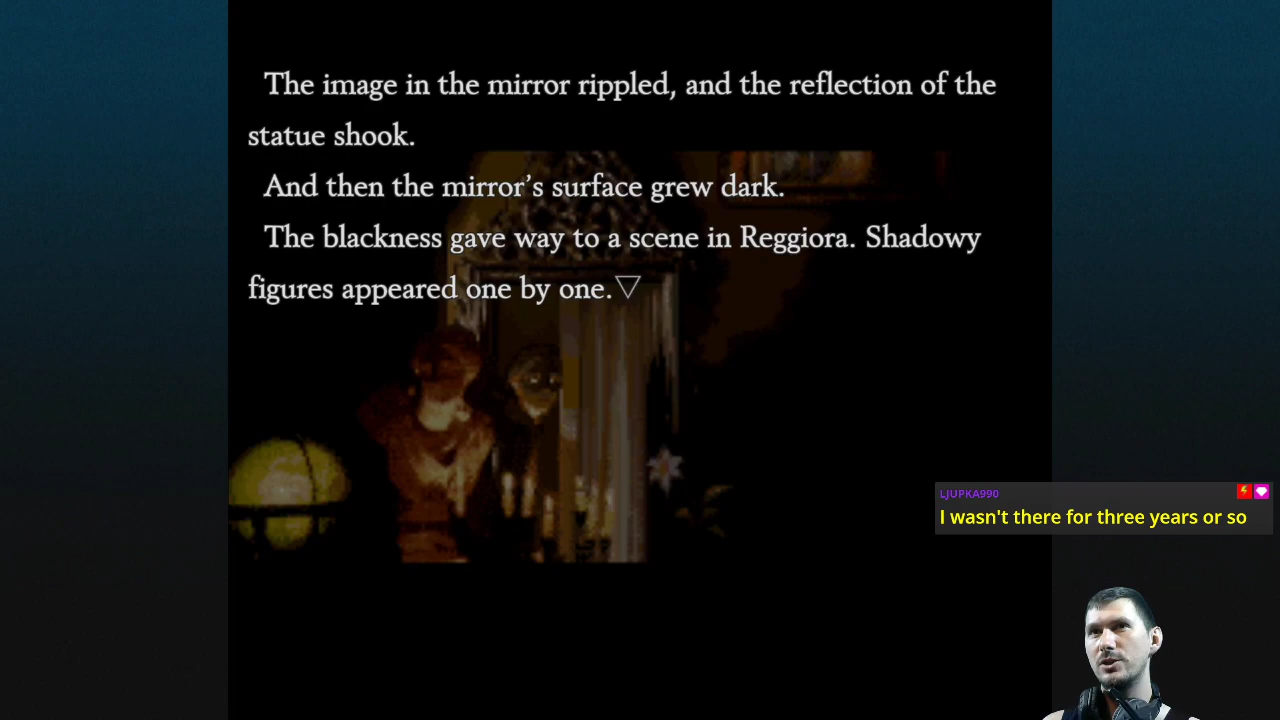 The image in the mirror rippled, and the reflection of the
statue shook.
And then the mirror's surface grew dark.
The blackness gave way to a scene in Reggiora. Shadowy
figures appeared one by one.▽
LJUPKA990
I wasn't there for three years or so